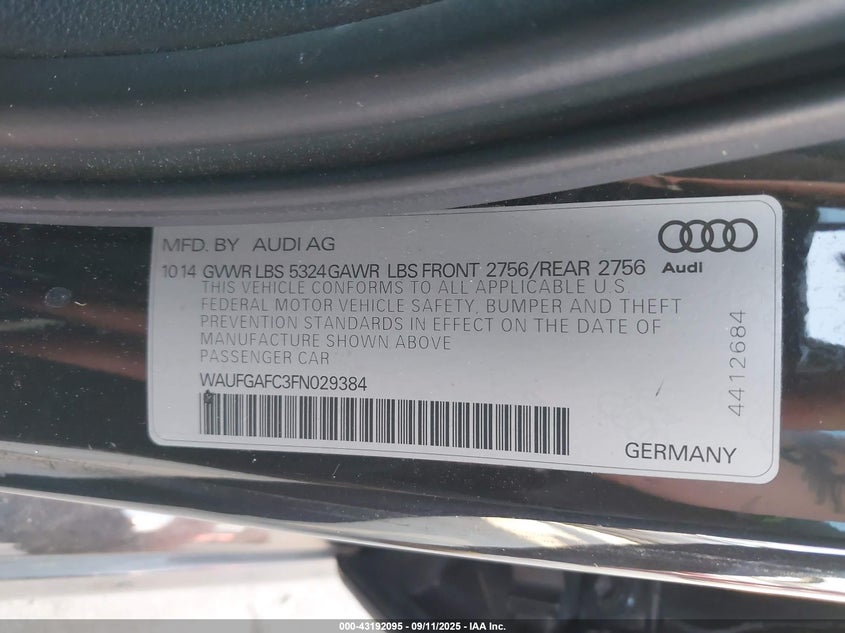 MFD. BY AUDI AG
1014 GVWR LBS 5324 GAWR LBS FRONT 2756/REAR 2756
Audi
THIS VEHICLE CONFORMS TO ALL APPLICABLE U.S.
FEDERAL MOTOR VEHICLE SAFETY, BUMPER AND THEFT
PREVENTION STANDARDS IN EFFECT ON THE DATE OF
MANUFACTURE SHOWN ABOVE
PASSENGER CAR
WAUFGAFC3FN029384
4412684
GERMANY
000-43192095 - 09/11/2025 - IAA Inc.